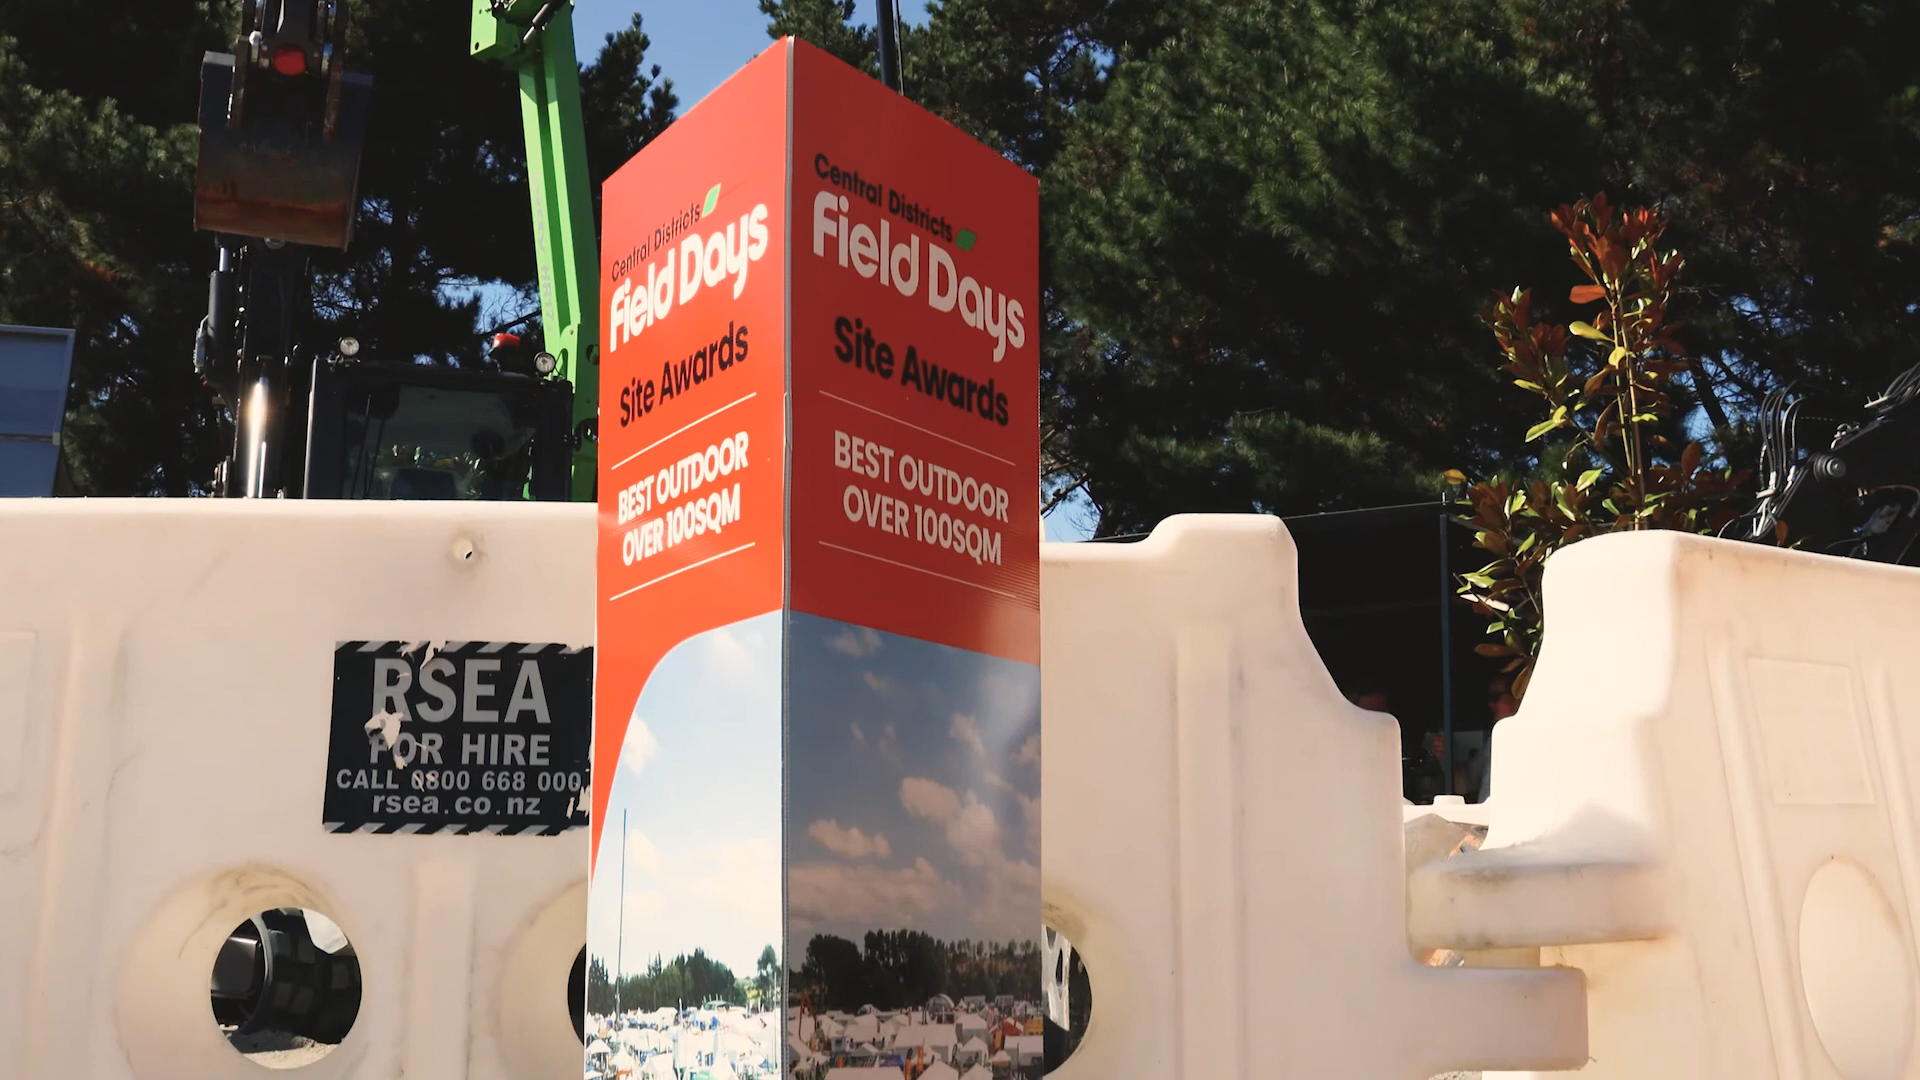 Central Districts
Field Days
Site Awards
BEST OUTDOOR
OVER 100SQM
Central Districts
Field Days
Site Awards
BEST OUTDOOR
OVER 100SQM
RSEA
FOR HIRE
CALL 0800 668 000
rsea.co.nz